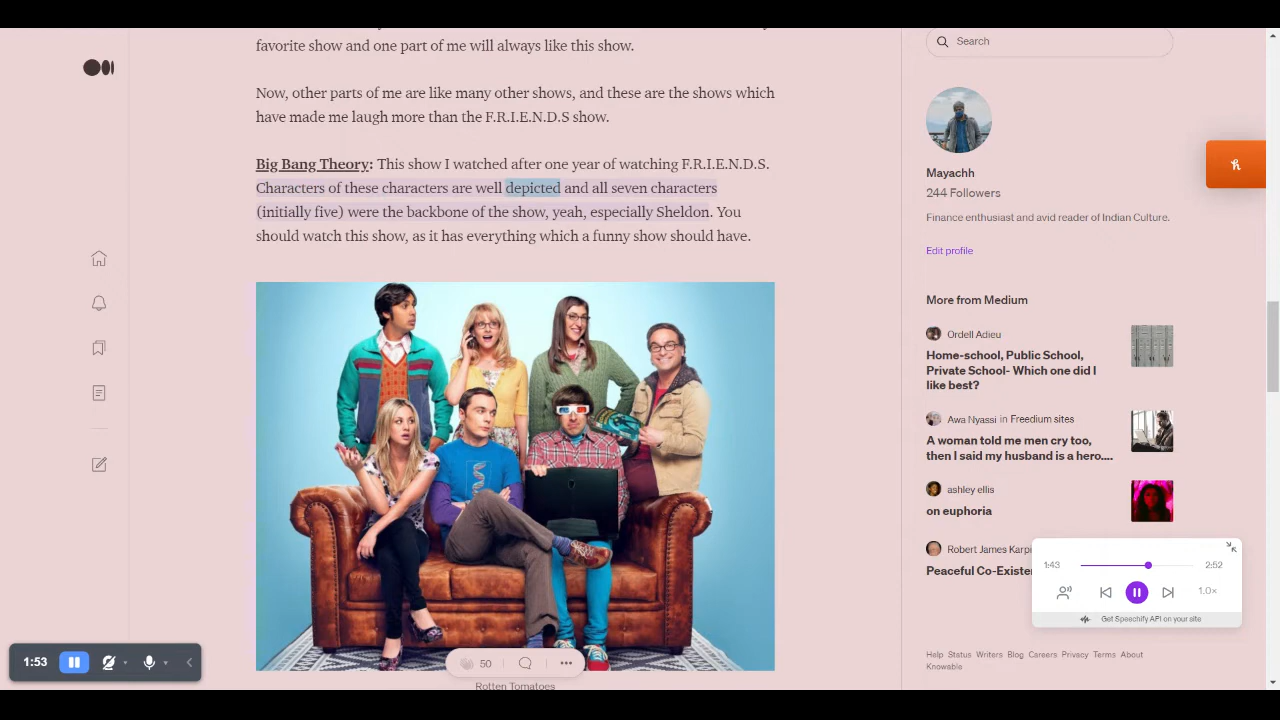 favorite show and one part of me will always like this show.
Now, other parts of me are like many other shows, and these are the shows which
have made me laugh more than the F.R.I.E.N.D.S show.
Big Bang Theory: This show I watched after one year of watching F.R.I.E.N.D.S.
Characters of these characters are well depicted and all seven characters
(initially five) were the backbone of the show, yeah, especially Sheldon. You
should watch this show, as it has everything which a funny show should have.
50
Rotten Tomatoes
Search
Mayachh
244 Followers
Finance enthusiast and avid reader of Indian Culture.
Edit profile
More from Medium
Ordell Adieu
Home-school, Public School,
Private School- Which one did I
like best?
Awa Nyassi in Freedium sites
A woman told me men cry too,
then I said my husband is a hero....
ashley ellis
on euphoria
Robert James Karpi
Peaceful Co-Exister
1:43
2:52
1.0×
Get Speechify API on your site
Help Status Writers Blog Careers Privacy Terms About
Knowable
1:53